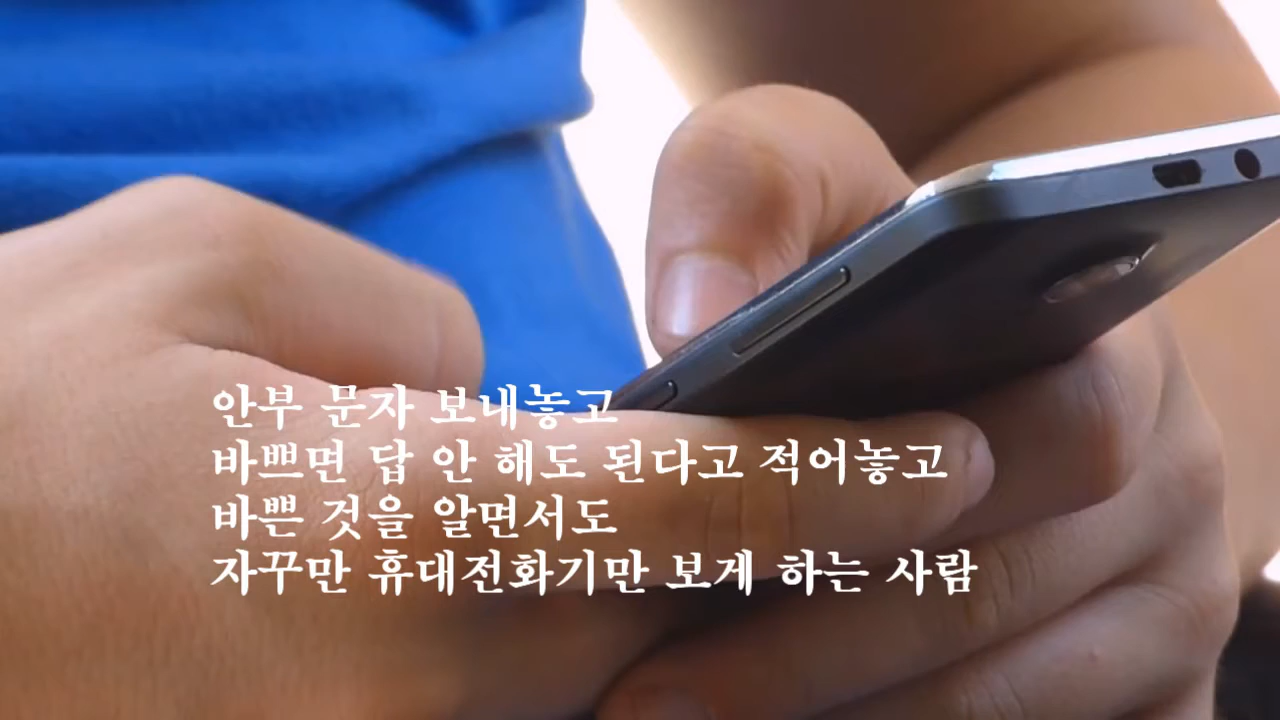 안부 문자 보내놓고
바쁘면 답 안 해도 된다고 적어놓고
바쁜 것을 알면서도
자꾸만 휴대전화기만 보게 하는 사람